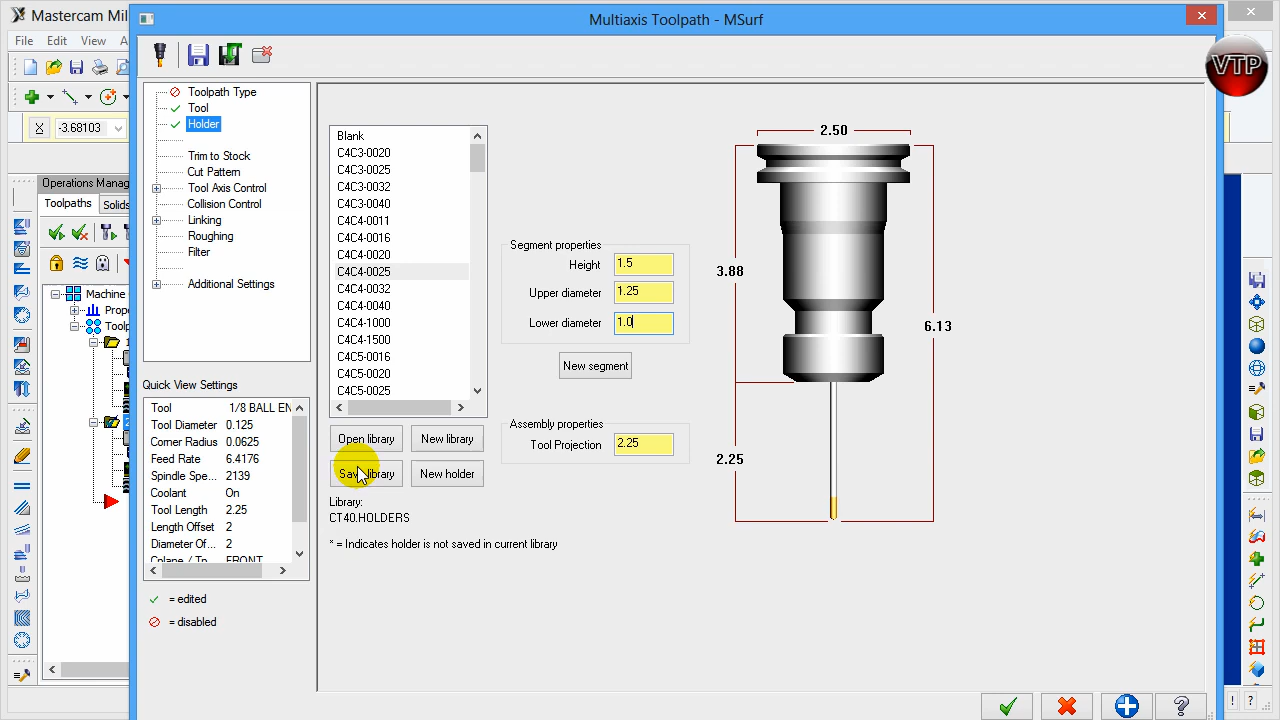 Mastercam Mil
Multiaxis Toolpath - MSurf
VTP
File Edit View A
X -3.68103
Operations Manag
Toolpaths Solids
Machine
Prope
Toolp
Toolpath Type
Tool
Holder
Trim to Stock
Cut Pattern
Tool Axis Control
Collision Control
Linking
Roughing
Filter
Additional Settings
Quick View Settings
Tool 1/8 BALL EN
Tool Diameter 0.125
Corner Radius 0.0625
Feed Rate 6.4176
Spindle Spe... 2139
Coolant On
Tool Length 2.25
Length Offset 2
Diameter Of... 2
Cplane / Tp FRONT
= edited
= disabled
Blank
C4C3-0020
C4C3-0025
C4C3-0032
C4C3-0040
C4C4-0011
C4C4-0016
C4C4-0020
C4C4-0025
C4C4-0032
C4C4-0040
C4C4-1000
C4C4-1500
C4C5-0016
C4C5-0020
C4C5-0025
Open library New library
Save library New holder
Library:
CT40.HOLDERS
* = Indicates holder is not saved in current library
Segment properties
Height 1.5
Upper diameter 1.25
Lower diameter 1.0
New segment
Assembly properties
Tool Projection 2.25
2.50
3.88
6.13
2.25